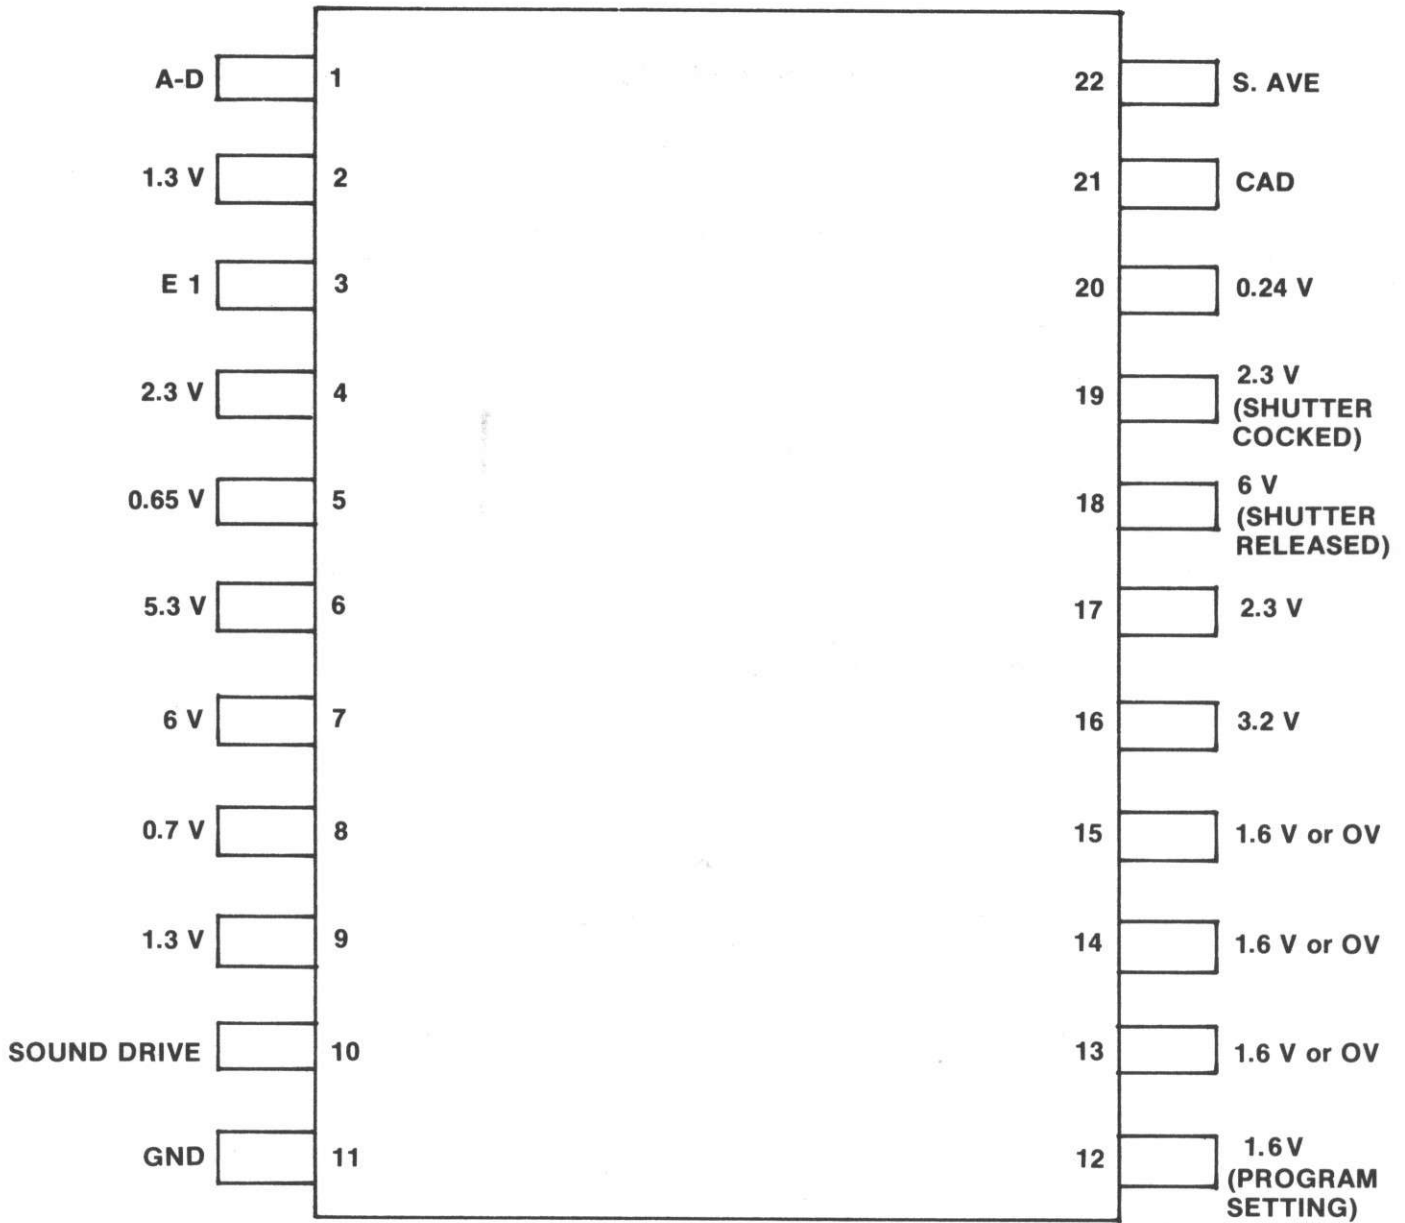 A-D 1
1.3 V 2
E 1 3
2.3 V 4
0.65 V 5
5.3 V 6
6 V 7
0.7 V 8
1.3 V 9
SOUND DRIVE 10
GND 11
22 S. AVE
21 CAD
20 0.24 V
19 2.3 V
(SHUTTER
COCKED)
18 6 V
(SHUTTER
RELEASED)
17 2.3 V
16 3.2 V
15 1.6 V or OV
14 1.6 V or OV
13 1.6 V or OV
12 1.6 V
(PROGRAM
SETTING)